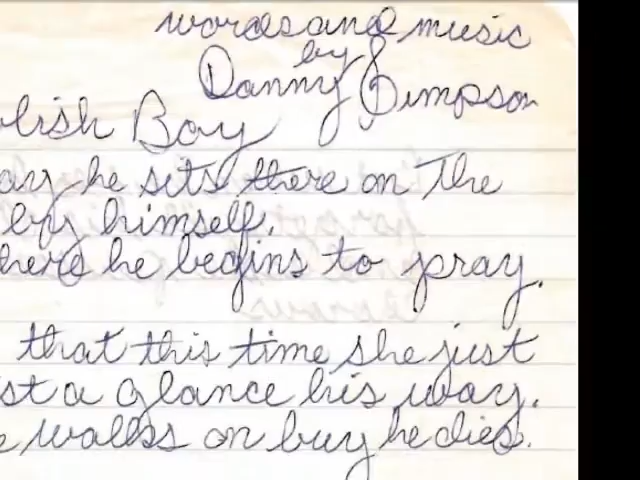 words and music
by
Danny Simpson
lish Boy
ay he sits there on The
by himself.
here he begins to pray.
that this time she just
st a glance his way.
e walks on buy he dies.